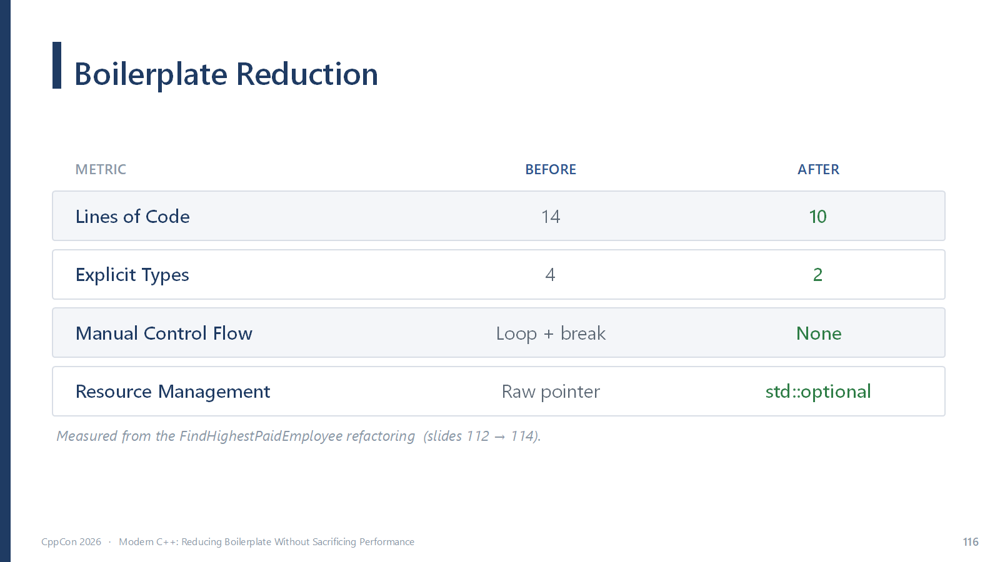 Boilerplate Reduction
METRIC BEFORE AFTER
Lines of Code 14 10
Explicit Types 4 2
Manual Control Flow Loop + break None
Resource Management Raw pointer std::optional
Measured from the FindHighestPaidEmployee refactoring (slides 112 → 114).
CppCon 2026 · Modern C++: Reducing Boilerplate Without Sacrificing Performance 116